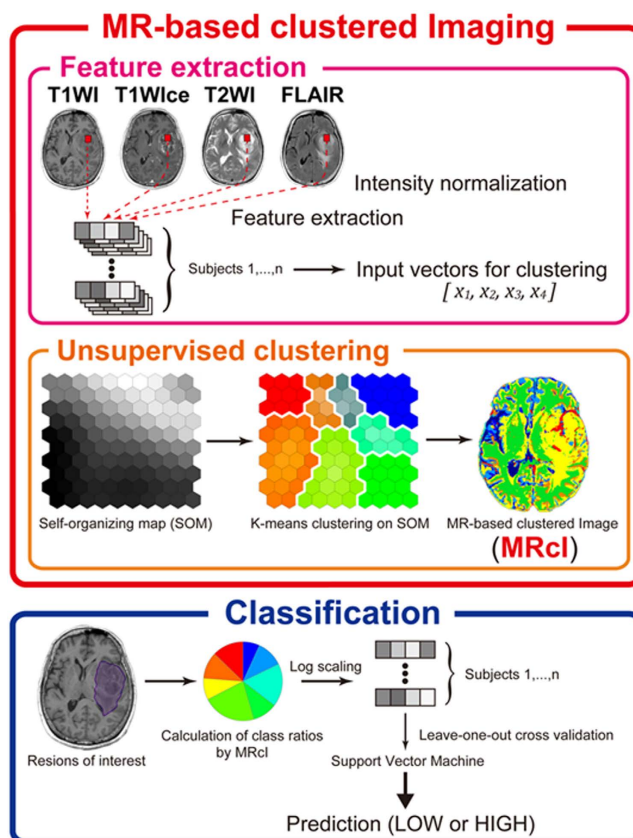 MR-based clustered Imaging
Feature extraction
T1WI T1WIce T2WI FLAIR
Intensity normalization
Feature extraction
Subjects 1,...,n
Input vectors for clustering
[ x1, x2, x3, x4 ]
Unsupervised clustering
Self-organizing map (SOM)
K-means clustering on SOM
MR-based clustered Image
(MRcI)
Classification
Log scaling
Subjects 1,...,n
Resions of interest
Calculation of class ratios
by MRcI
Leave-one-out cross validation
Support Vector Machine
Prediction (LOW or HIGH)